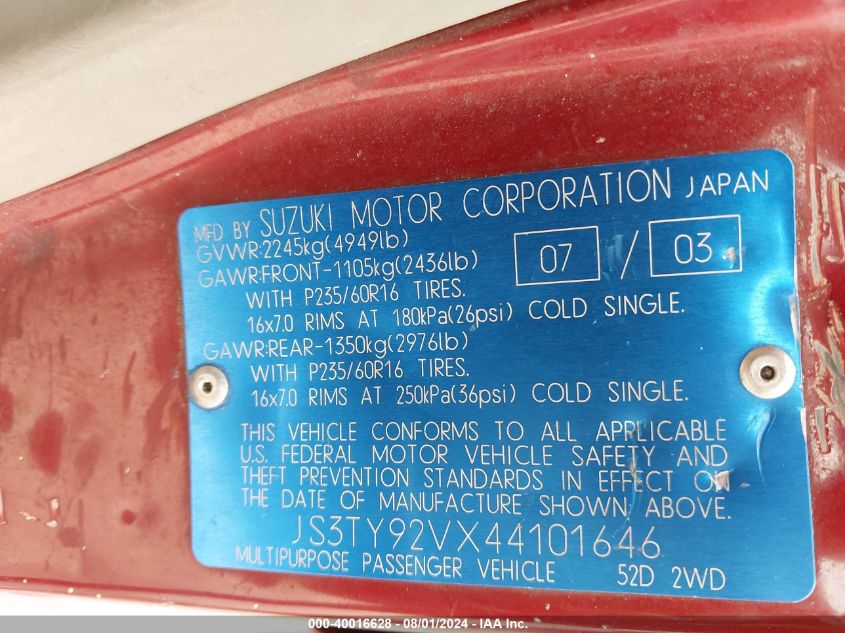 MFD BY SUZUKI MOTOR CORPORATION JAPAN
GVWR:2245kg(4949lb)
07 / 03
GAWR:FRONT-1105kg(2436lb)
WITH P235/60R16 TIRES.
16x7.0 RIMS AT 180kPa(26psi) COLD SINGLE.
GAWR:REAR-1350kg(2976lb)
WITH P235/60R16 TIRES.
16x7.0 RIMS AT 250kPa(36psi) COLD SINGLE.
THIS VEHICLE CONFORMS TO ALL APPLICABLE
U.S. FEDERAL MOTOR VEHICLE SAFETY AND
THEFT PREVENTION STANDARDS IN EFFECT ON
THE DATE OF MANUFACTURE SHOWN ABOVE.
JS3TY92VX44101646
MULTIPURPOSE PASSENGER VEHICLE 52D 2WD
000-40016628 - 08/01/2024 - IAA Inc.